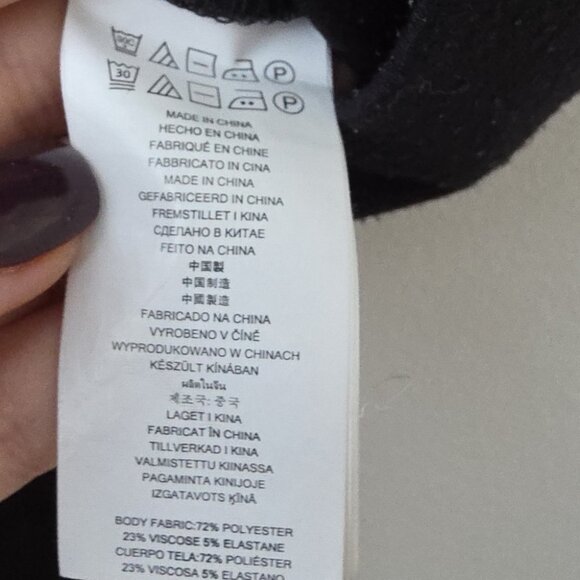 30°C P
30 P
MADE IN CHINA
HECHO EN CHINA
FABRIQUÉ EN CHINE
FABBRICATO IN CINA
MADE IN CHINA
GEFABRICEERD IN CHINA
FREMSTILLET I KINA
СДЕЛАНО В КИТАЕ
FEITO NA CHINA
中国製
中国制造
中國製造
FABRICADO NA CHINA
VYROBENO V ČÍNĚ
WYPRODUKOWANO W CHINACH
KÉSZÜLT KÍNÁBAN
ผลิตในจีน
제조국: 중국
LAGET I KINA
FABRICAT ÎN CHINA
TILLVERKAD I KINA
VALMISTETTU KIINASSA
PAGAMINTA KINIJOJE
IZGATAVOTS ĶĪNĀ
BODY FABRIC:72% POLYESTER
23% VISCOSE 5% ELASTANE
CUERPO TELA:72% POLIÉSTER
23% VISCOSA 5% ELASTANO